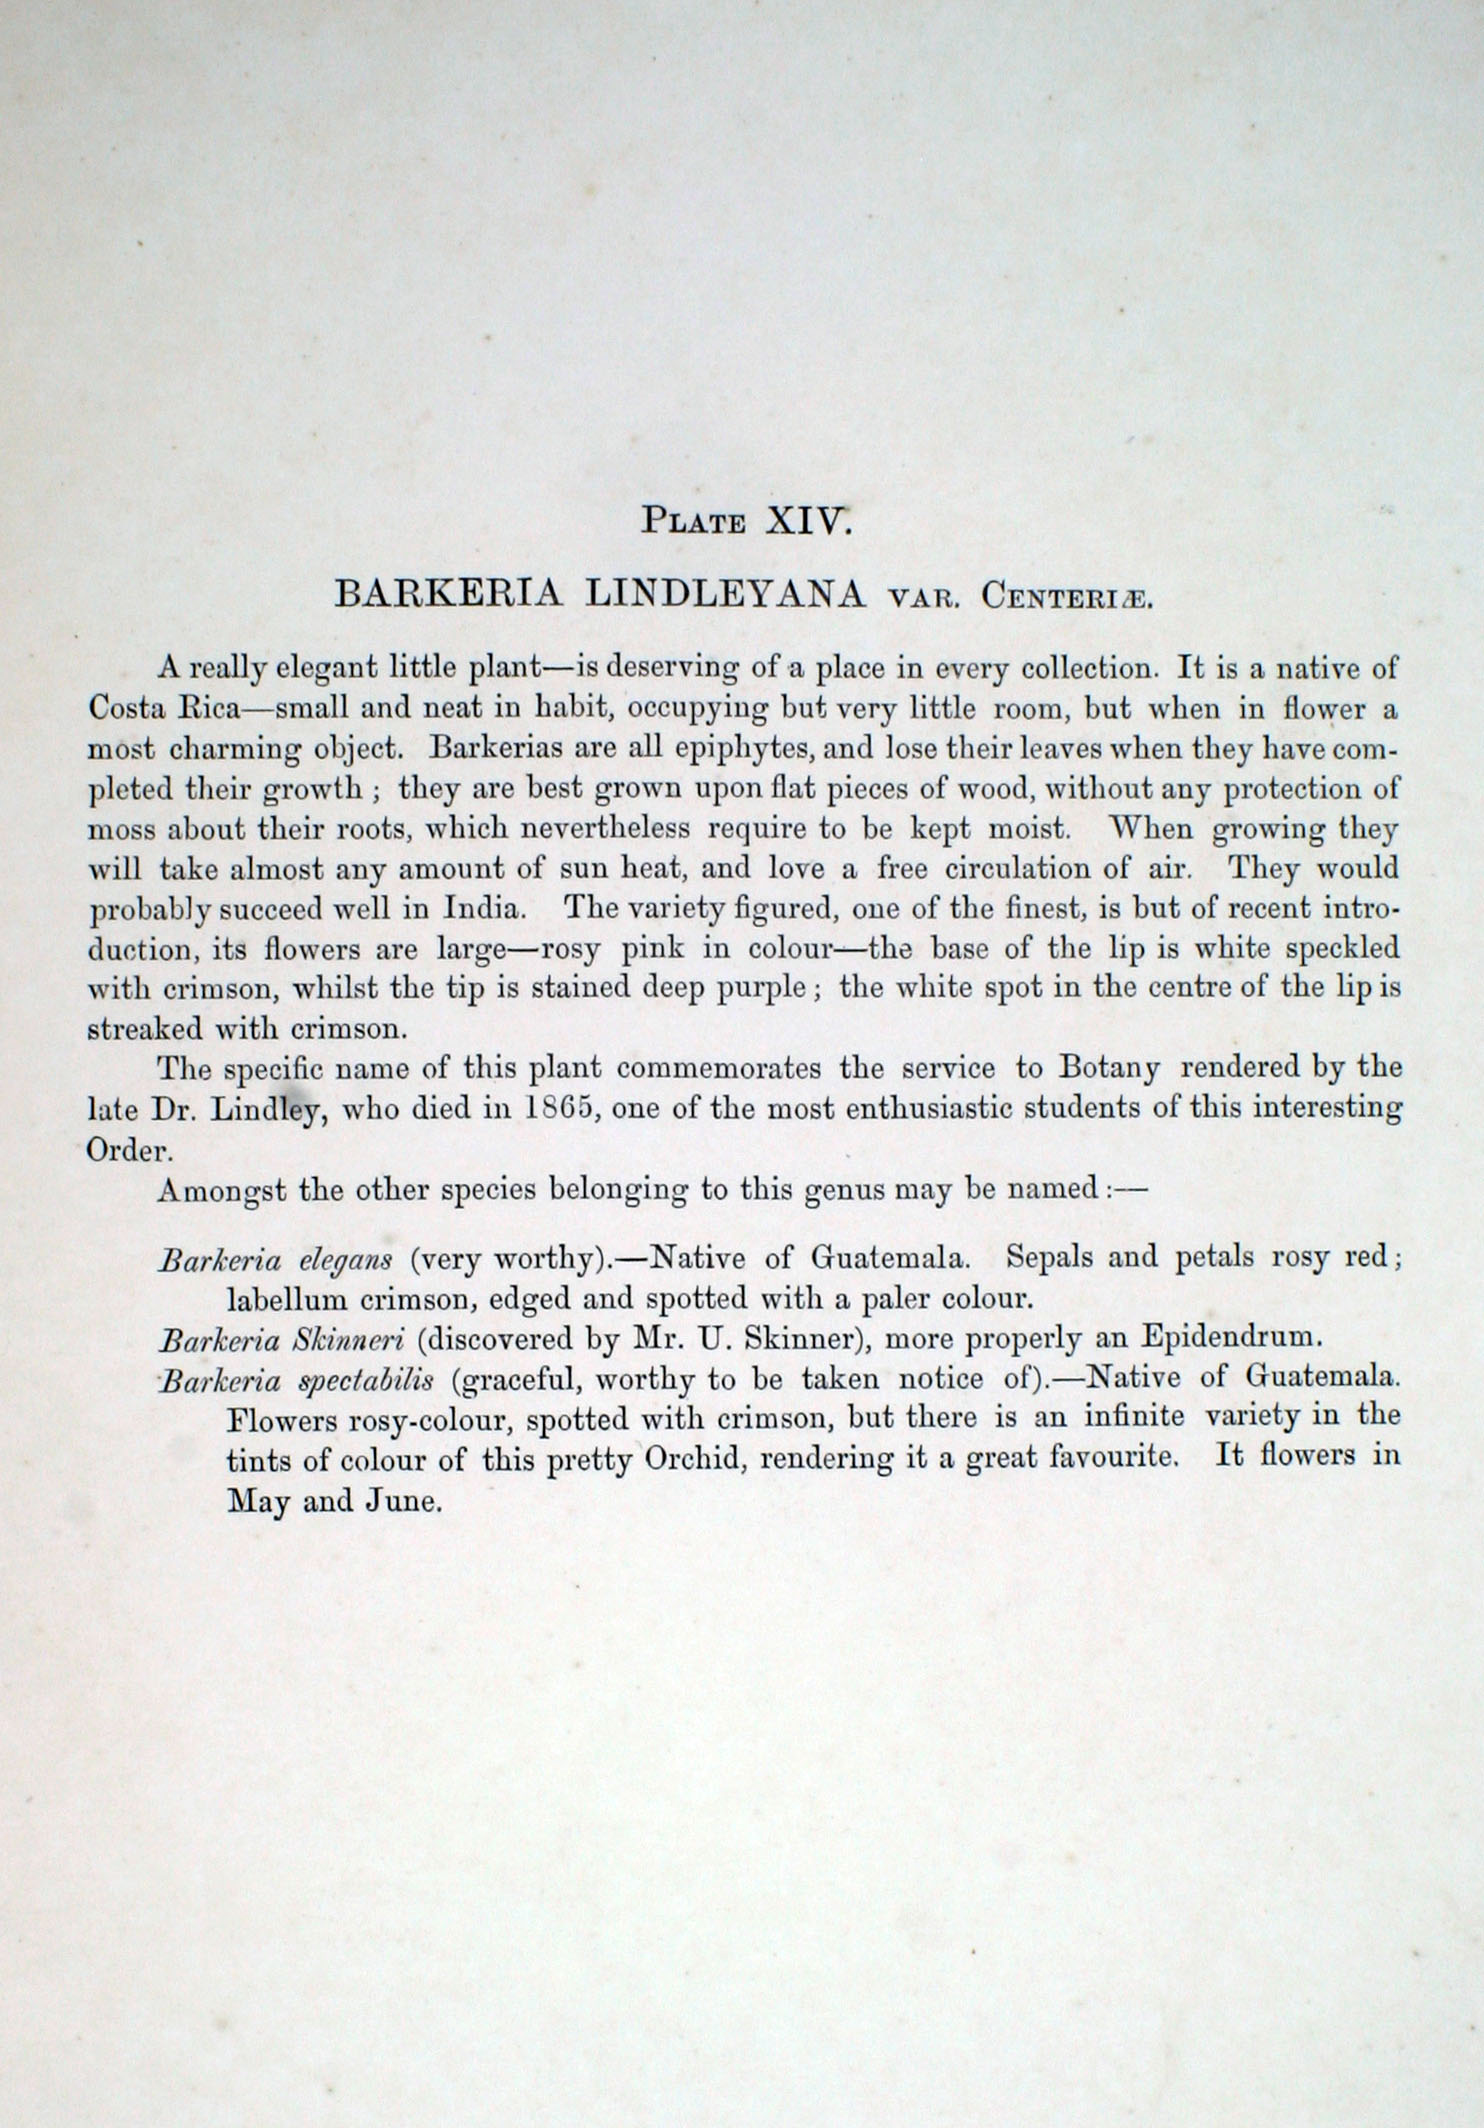 Plate XIV.
BARKERIA LINDLEYANA var. Centeriæ.
A really elegant little plant—is deserving of a place in every collection. It is a native of
Costa Rica—small and neat in habit, occupying but very little room, but when in flower a
most charming object. Barkerias are all epiphytes, and lose their leaves when they have com-
pleted their growth ; they are best grown upon flat pieces of wood, without any protection of
moss about their roots, which nevertheless require to be kept moist. When growing they
will take almost any amount of sun heat, and love a free circulation of air. They would
probably succeed well in India. The variety figured, one of the finest, is but of recent intro-
duction, its flowers are large—rosy pink in colour—the base of the lip is white speckled
with crimson, whilst the tip is stained deep purple ; the white spot in the centre of the lip is
streaked with crimson.
The specific name of this plant commemorates the service to Botany rendered by the
late Dr. Lindley, who died in 1865, one of the most enthusiastic students of this interesting
Order.
Amongst the other species belonging to this genus may be named :—
Barkeria elegans (very worthy).—Native of Guatemala. Sepals and petals rosy red ;
labellum crimson, edged and spotted with a paler colour.
Barkeria Skinneri (discovered by Mr. U. Skinner), more properly an Epidendrum.
Barkeria spectabilis (graceful, worthy to be taken notice of).—Native of Guatemala.
Flowers rosy-colour, spotted with crimson, but there is an infinite variety in the
tints of colour of this pretty Orchid, rendering it a great favourite. It flowers in
May and June.